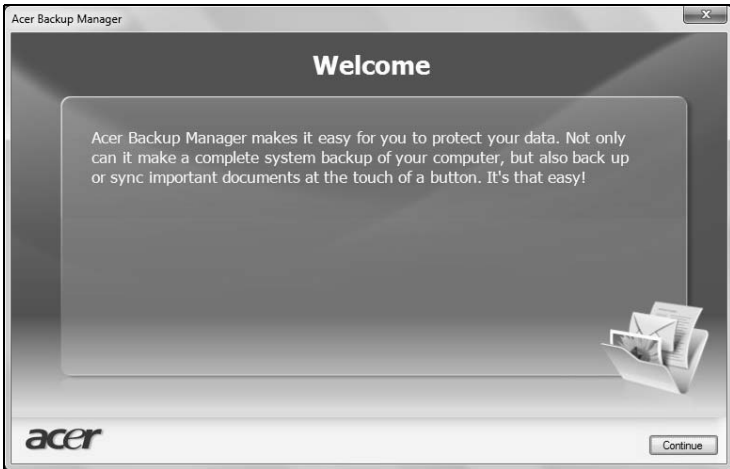 Acer Backup Manager
x
Welcome
Acer Backup Manager makes it easy for you to protect your data. Not only
can it make a complete system backup of your computer, but also back up
or sync important documents at the touch of a button. It's that easy!
acer
Continue